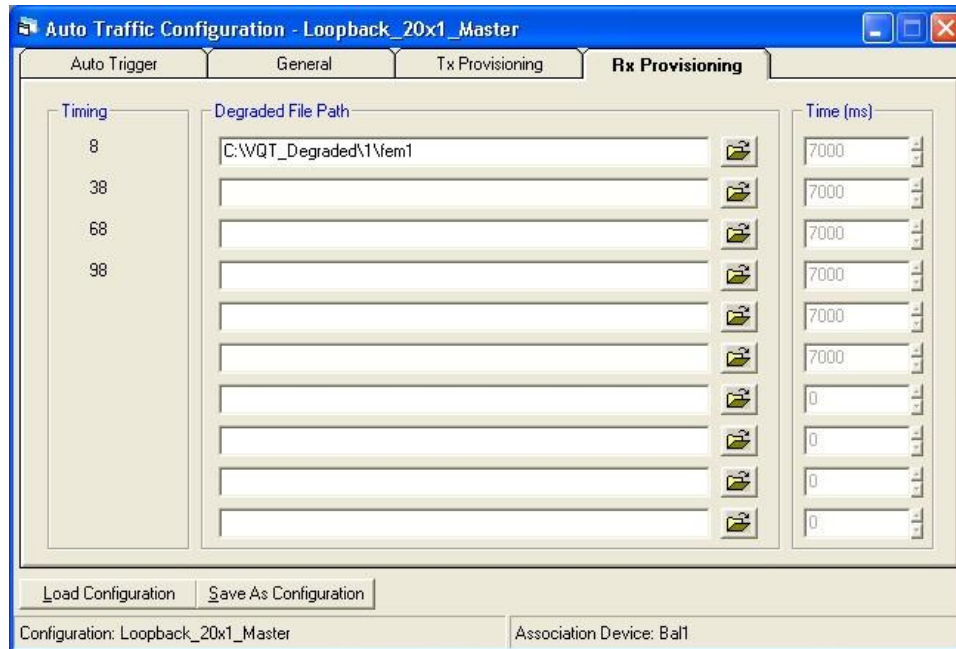 Auto Traffic Configuration - Loopback_20x1_Master
Auto Trigger General Tx Provisioning Rx Provisioning
Timing Degraded File Path Time (ms)
8 C:\VQT_Degraded\1\fem1 7000
38 7000
68 7000
98 7000
7000
7000
0
0
0
0
Load Configuration Save As Configuration
Configuration: Loopback_20x1_Master Association Device: Bal1